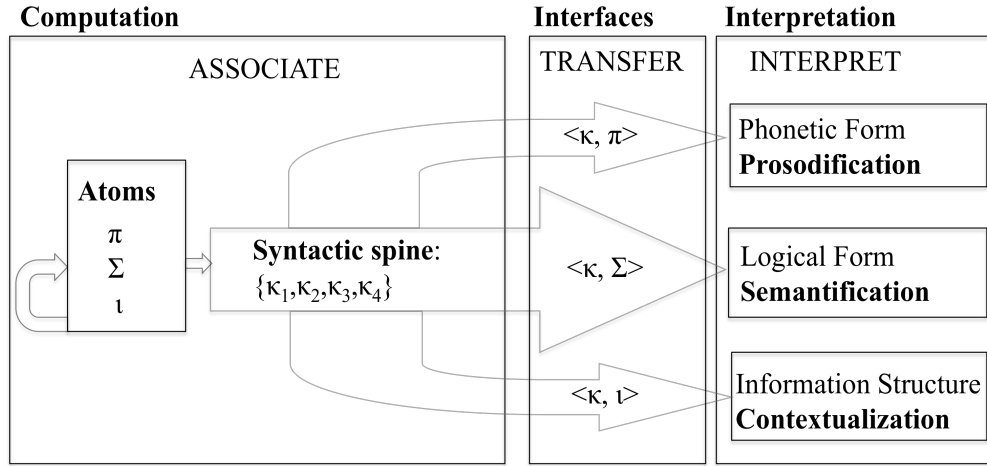 Computation
Interfaces
Interpretation
ASSOCIATE
TRANSFER
INTERPRET
Atoms
π
Σ
ι
Syntactic spine:
{κ₁,κ₂,κ₃,κ₄}
<κ, π>
<κ, Σ>
<κ, ι>
Phonetic Form
Prosodification
Logical Form
Semantification
Information Structure
Contextualization